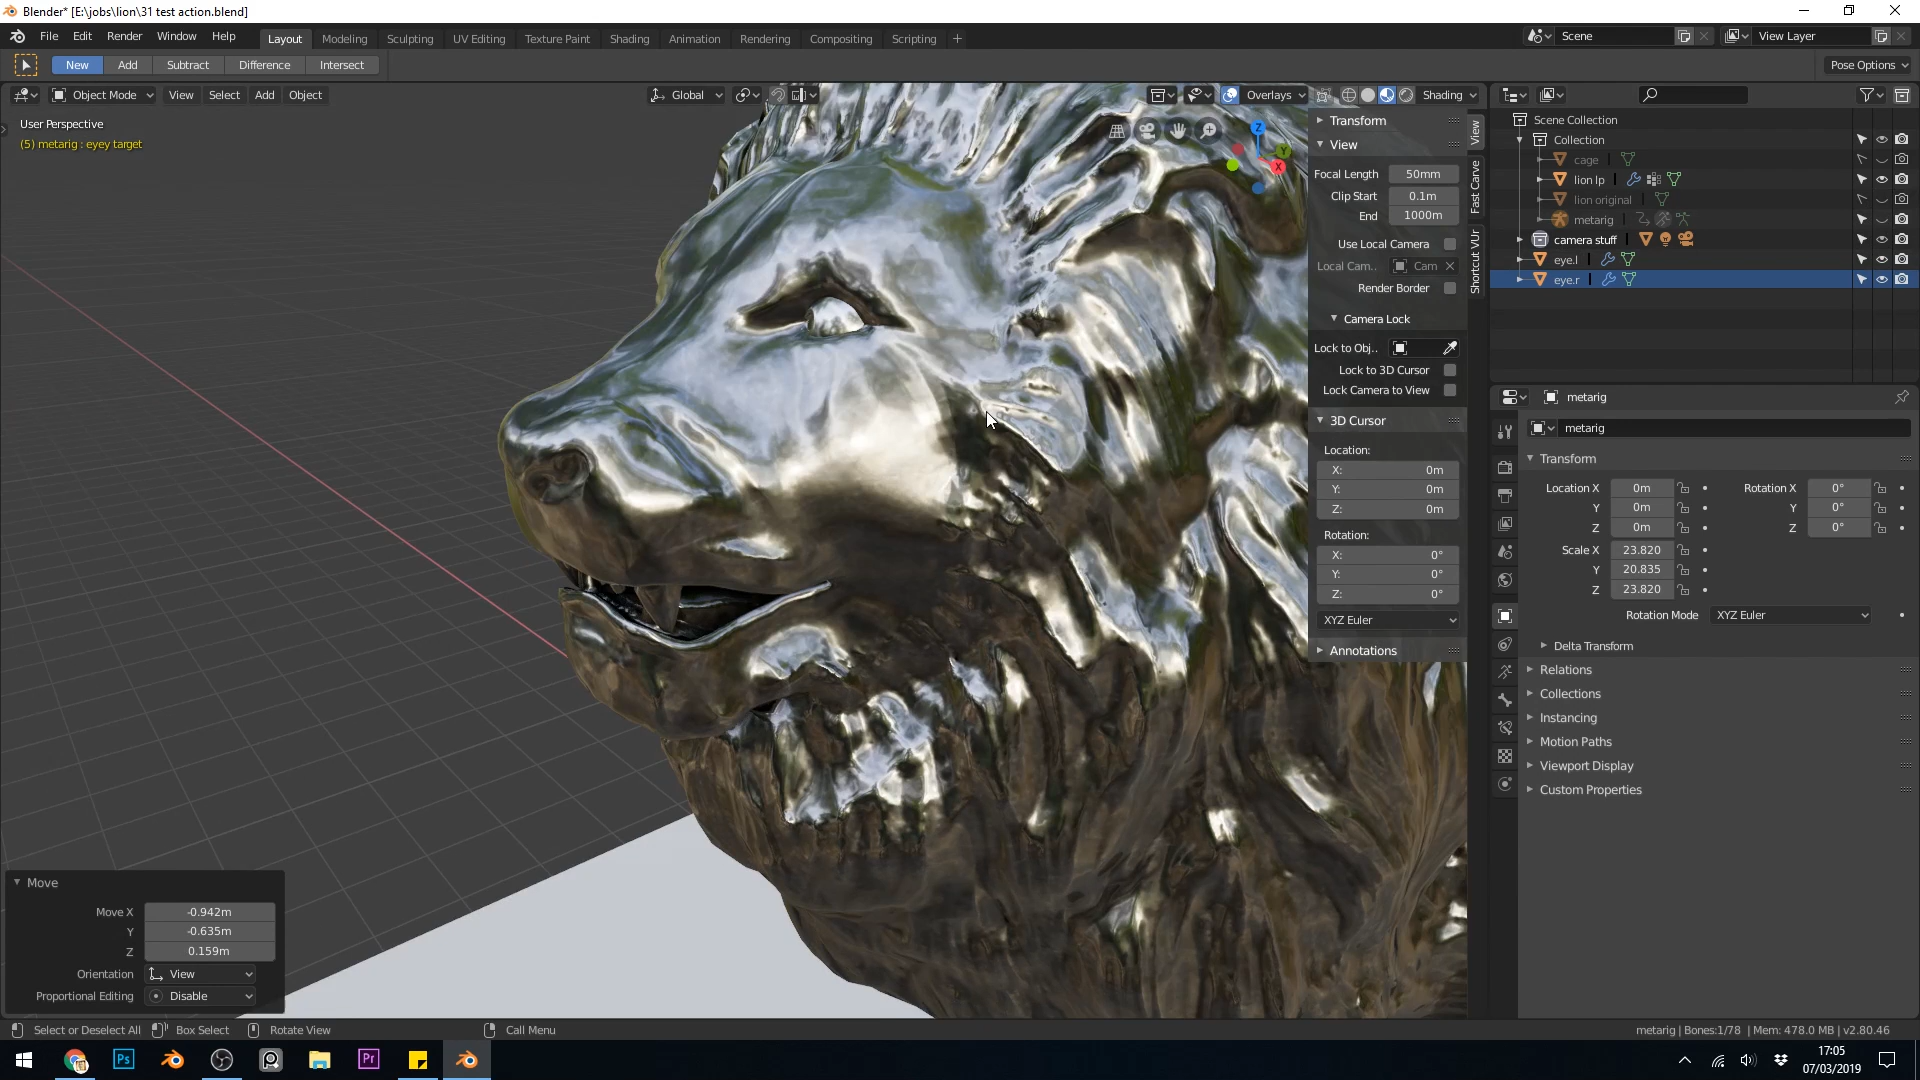 Blender* [E:\jobs\lion\31 test action.blend]
File Edit Render Window Help Layout Modeling Sculpting UV Editing Texture Paint Shading Animation Rendering Compositing Scripting + Scene View Layer
New Add Subtract Difference Intersect Pose Options
Object Mode View Select Add Object Global Overlays Shading
User Perspective
(5) metarig : eyey target
Z
Y
X
Transform
View
Focal Length 50mm
Clip Start 0.1m
End 1000m
Use Local Camera
Local Cam.. Cam
Render Border
Camera Lock
Lock to Obj..
Lock to 3D Cursor
Lock Camera to View
3D Cursor
Location:
X: 0m
Y: 0m
Z: 0m
Rotation:
X: 0°
Y: 0°
Z: 0°
XYZ Euler
Annotations
View
Fast Carve
Shortcut VUr
Scene Collection
Collection
cage
lion lp
lion original
metarig
camera stuff
eye.l
eye.r
metarig
metarig
Transform
Location X 0m Rotation X 0°
Y 0m Y 0°
Z 0m Z 0°
Scale X 23.820
Y 20.835
Z 23.820
Rotation Mode XYZ Euler
Delta Transform
Relations
Collections
Instancing
Motion Paths
Viewport Display
Custom Properties
Move
Move X -0.942m
Y -0.635m
Z 0.159m
Orientation View
Proportional Editing Disable
Select or Deselect All Box Select Rotate View Call Menu metarig | Bones:1/78 | Mem: 478.0 MB | v2.80.46
Ps
Pr
17:05
07/03/2019